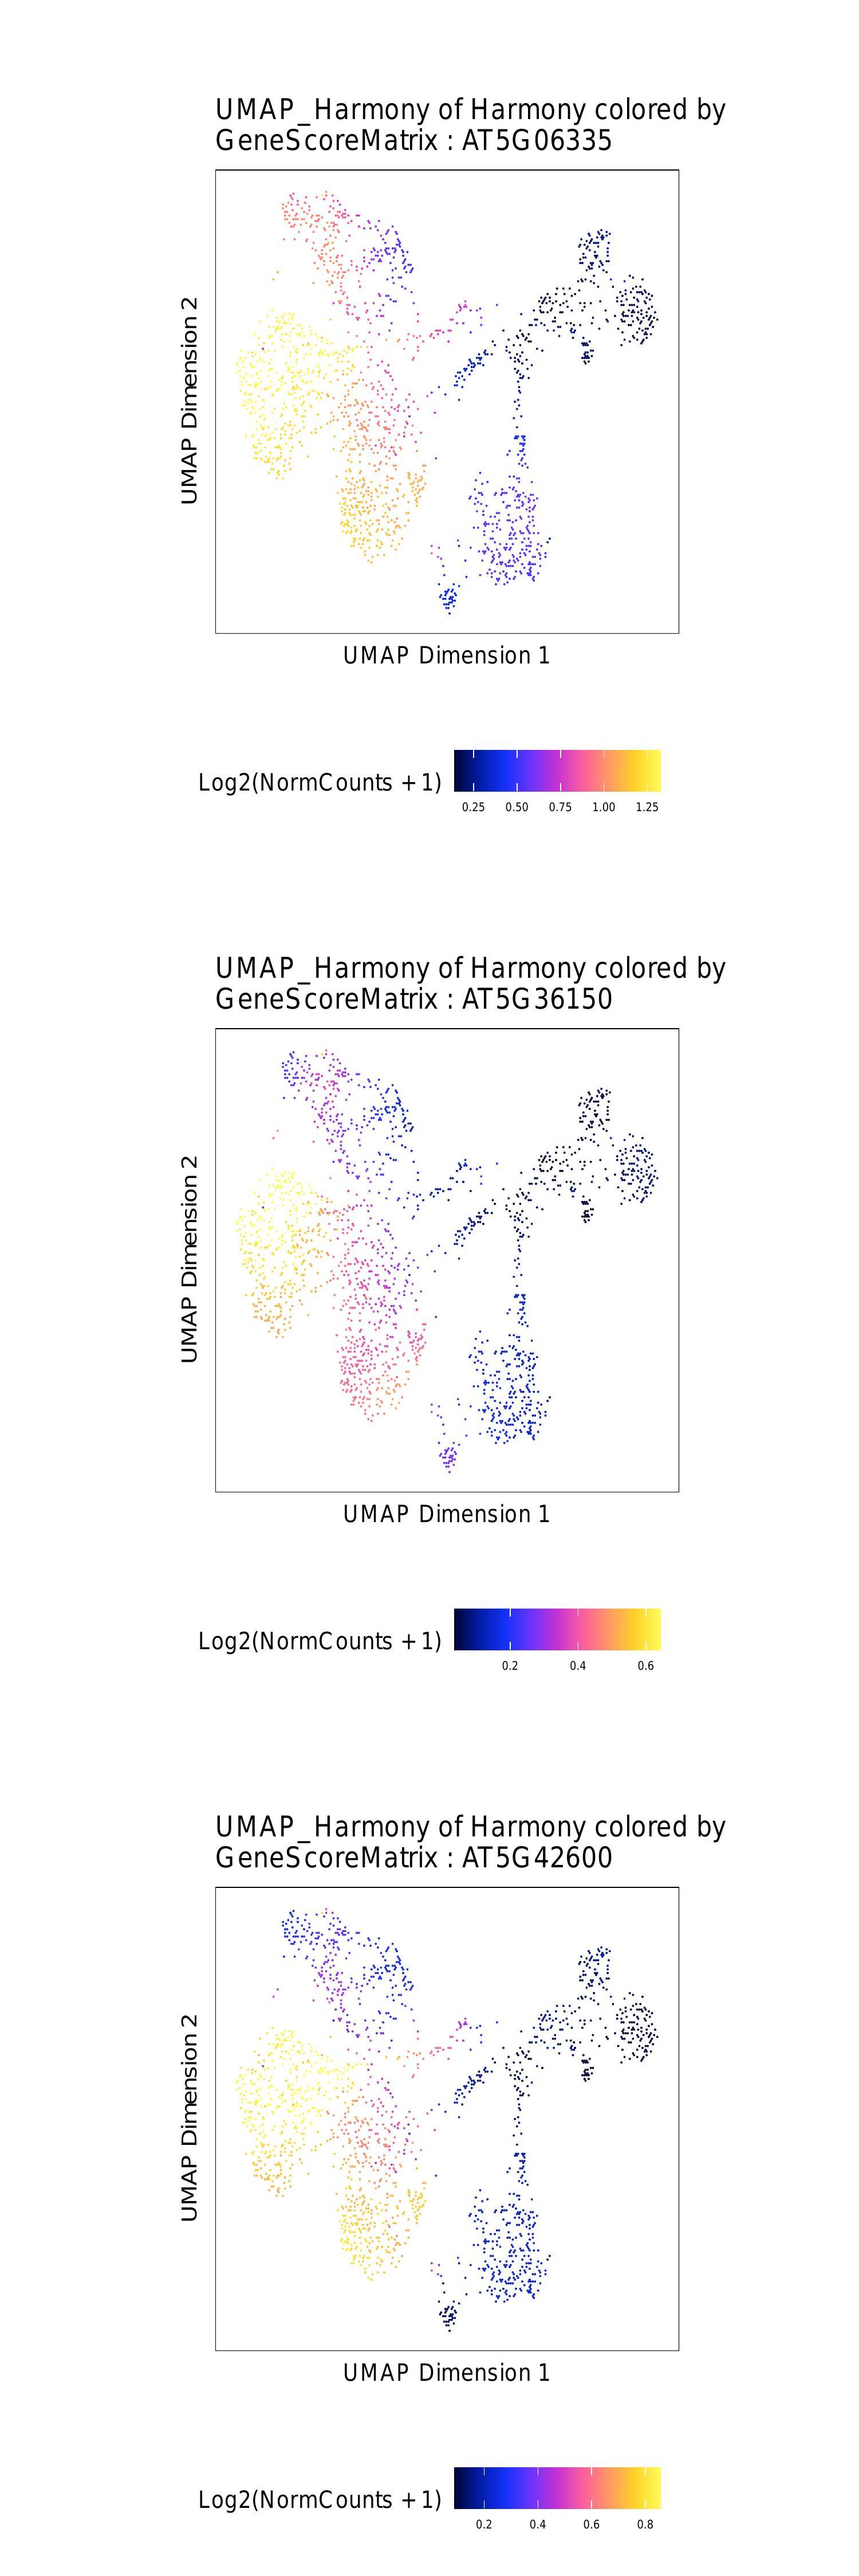 UMAP_Harmony of Harmony colored by
GeneScoreMatrix : AT5G06335
UMAP Dimension 2
UMAP Dimension 1
Log2(NormCounts + 1)
0.25 0.50 0.75 1.00 1.25
UMAP_Harmony of Harmony colored by
GeneScoreMatrix : AT5G36150
UMAP Dimension 2
UMAP Dimension 1
Log2(NormCounts + 1)
0.2 0.4 0.6
UMAP_Harmony of Harmony colored by
GeneScoreMatrix : AT5G42600
UMAP Dimension 2
UMAP Dimension 1
Log2(NormCounts + 1)
0.2 0.4 0.6 0.8